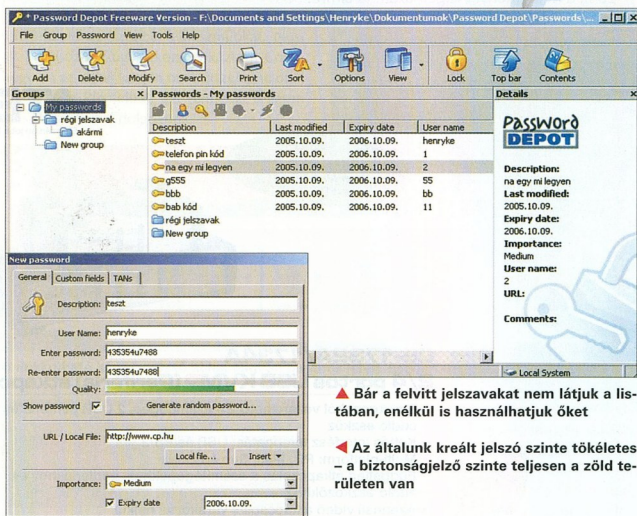 * Password Depot Freeware Version - F:\Documents and Settings\Henryke\Dokumentumok\Password Depot\Passwords\...
File Group Password View Tools Help
Add Delete Modify Search Print Sort Options View Lock Top bar Contents
Groups
My passwords
régi jelszavak
akármi
New group
Passwords - My passwords
Description Last modified Expiry date User name
teszt 2005.10.09. 2006.10.09. henryke
telefon pin kód 2005.10.09. 2006.10.09. 1
na egy mi legyen 2005.10.09. 2006.10.09. 2
g555 2005.10.09. 2006.10.09. 55
bbb 2005.10.09. 2006.10.09. bb
bab kód 2005.10.09. 2006.10.09. 11
régi jelszavak
New group
Details
PassWord
DEPOT
Description:
na egy mi legyen
Last modified:
2005.10.09.
Expiry date:
2006.10.09.
Importance:
Medium
User name:
2
URL:
Comments:
Local System
New password
General Custom fields TANs
Description: teszt
User Name: henryke
Enter password: 435354u7488
Re-enter password: 435354u7488
Quality:
Show password Generate random password...
URL / Local File: http://www.cp.hu
Local file... Insert
Importance: Medium
Expiry date 2006.10.09.
▲ Bár a felvitt jelszavakat nem látjuk a lis-
tában, enélkül is használhatjuk őket
◀ Az általunk kreált jelszó szinte tökéletes
– a biztonságjelző szinte teljesen a zöld te-
rületen van